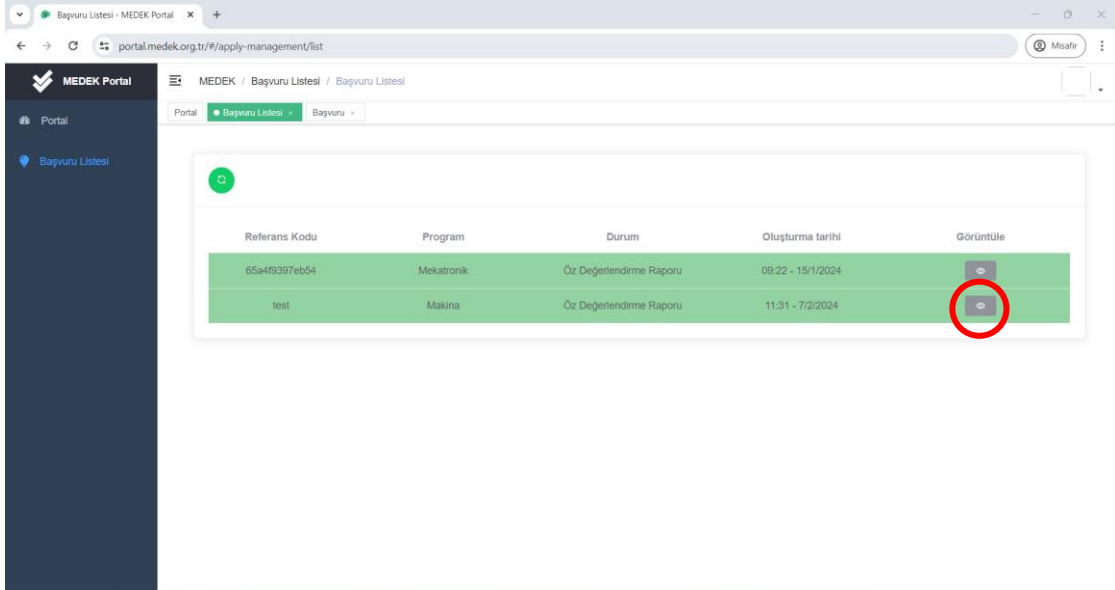 Başvuru Listesi - MEDEK Portal
portal.medek.org.tr/#/apply-management/list
Misafir
MEDEK Portal
MEDEK / Başvuru Listesi / Başvuru Listesi
Portal
Başvuru Listesi
Başvuru
Portal
Başvuru Listesi
Referans Kodu Program Durum Oluşturma tarihi Görüntüle
65a4f9397eb54 Mekatronik Öz Değerlendirme Raporu 09:22 - 15/1/2024
test Makina Öz Değerlendirme Raporu 11:31 - 7/2/2024